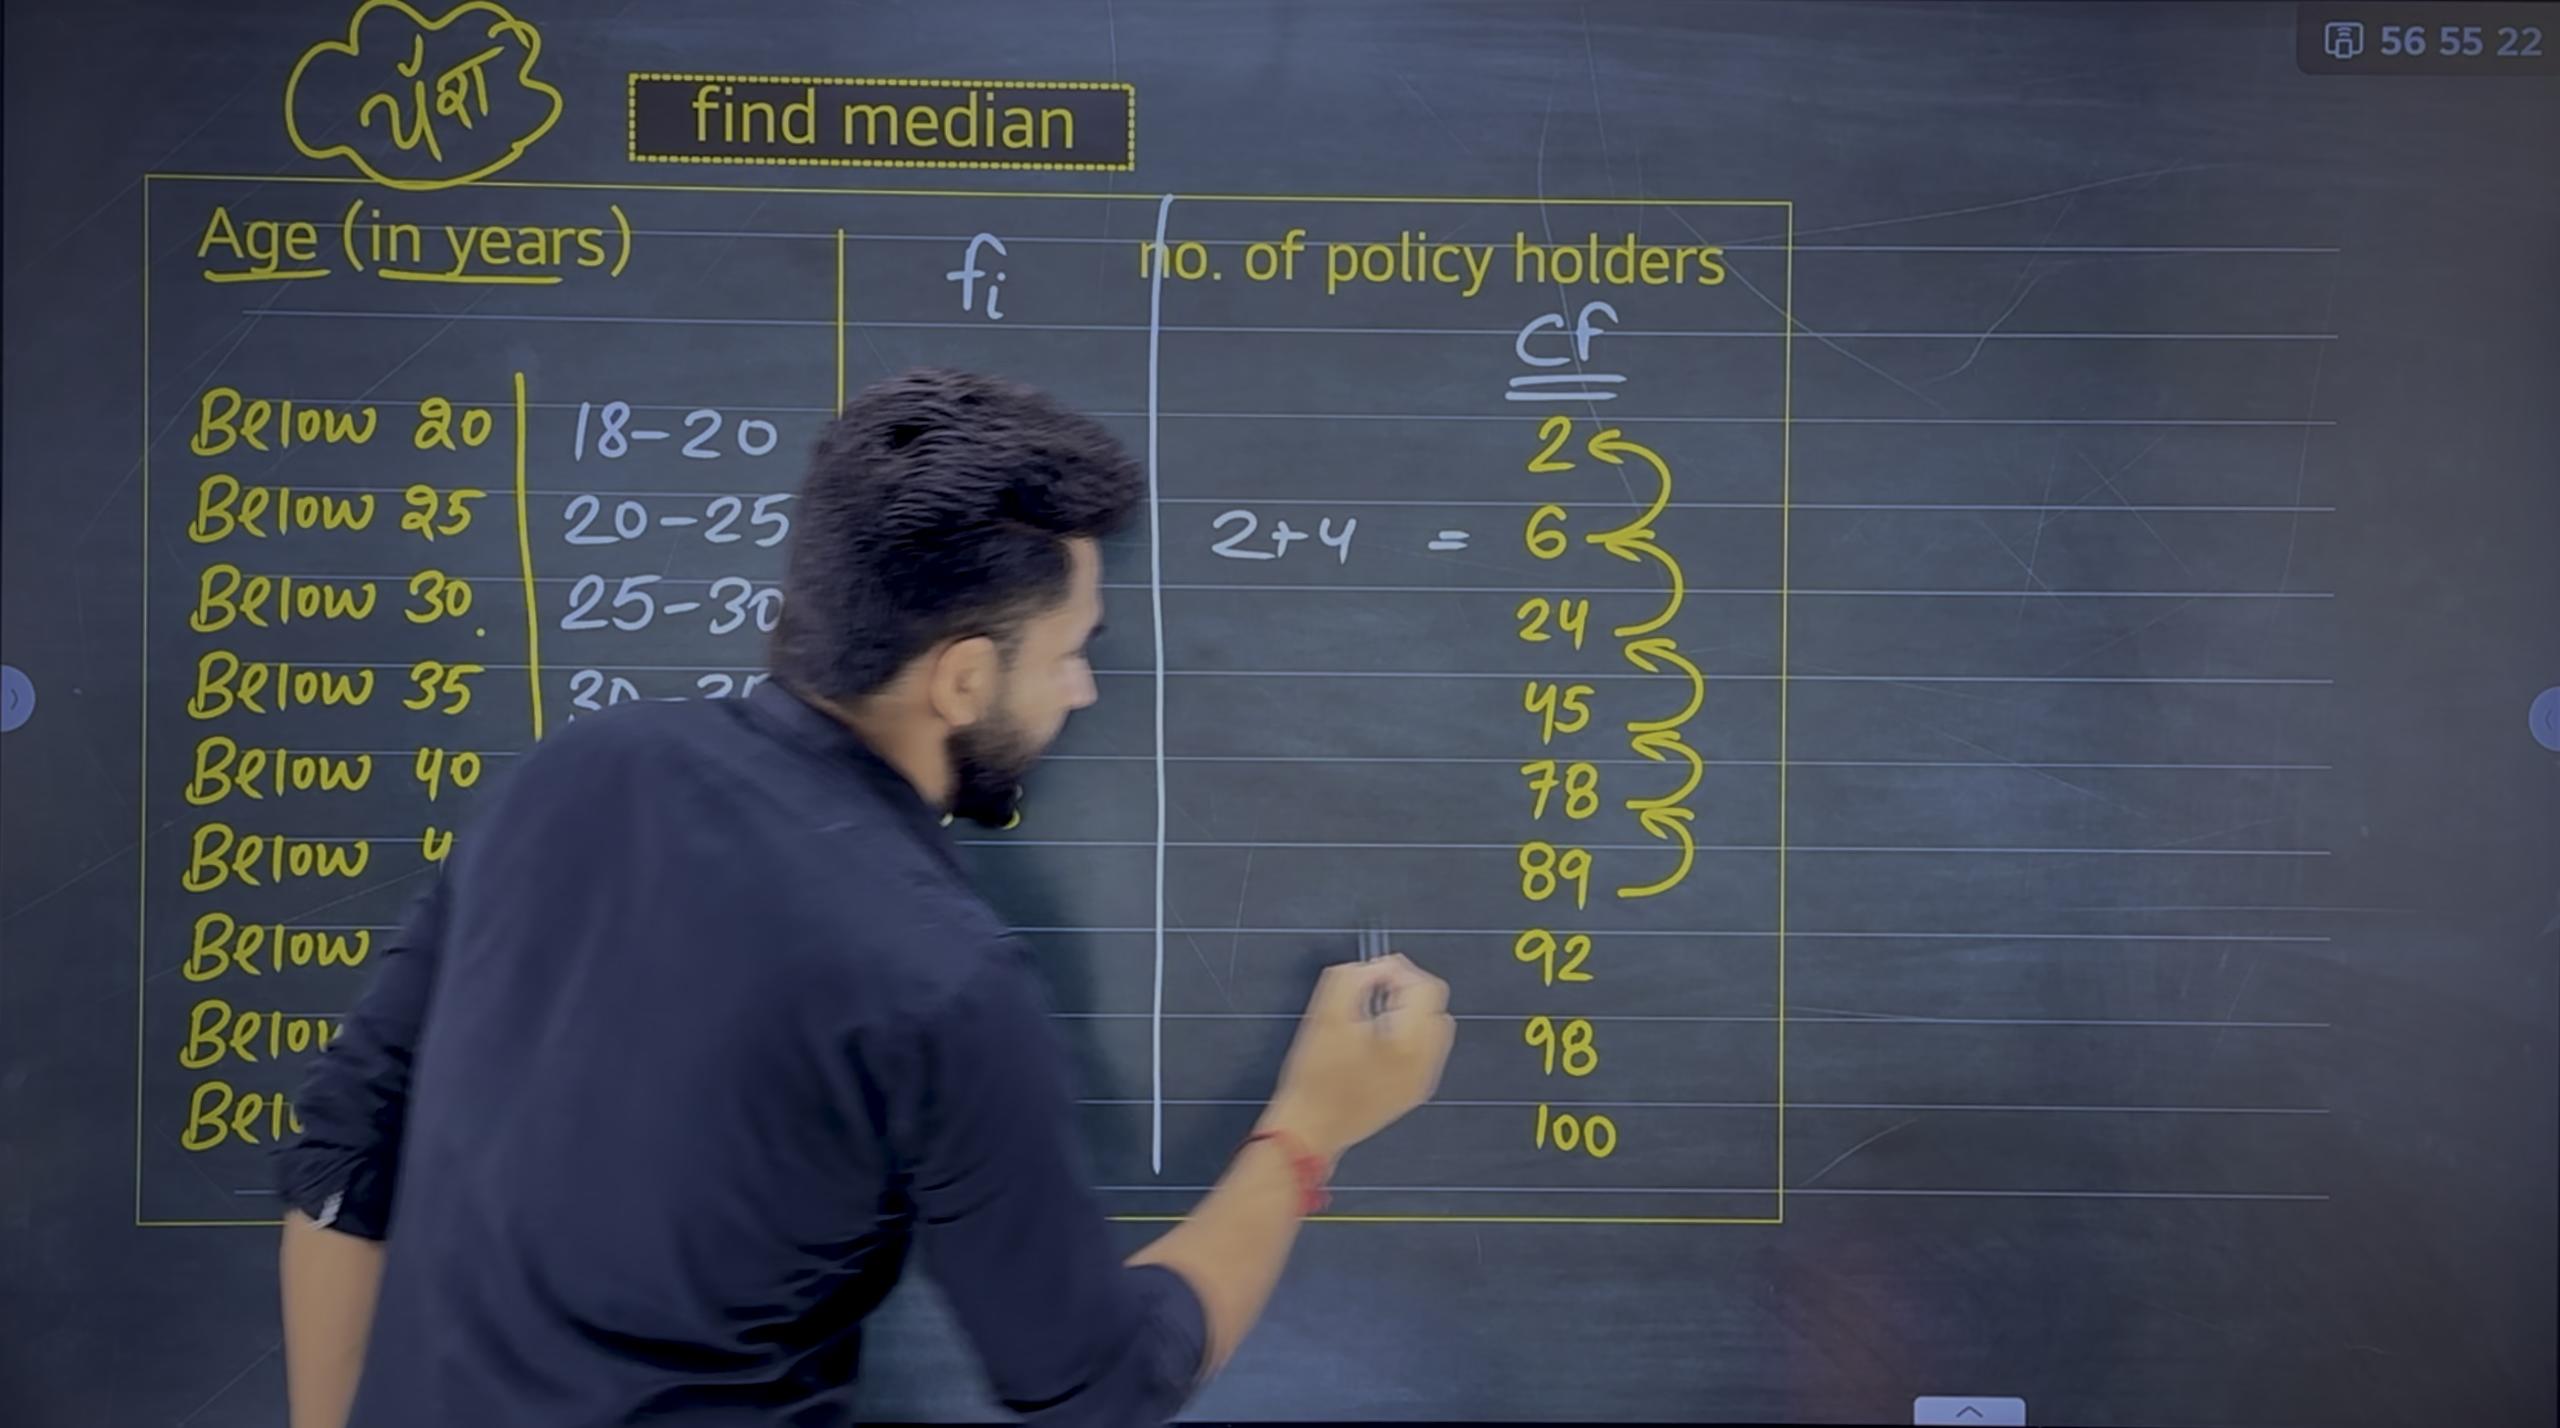 56 55 22
find median
Age (in years) fi no. of policy holders
cf
Below 20 18-20 2
Below 25 20-25 2+4 = 6
Below 30 25-30 24
Below 35 45
Below 40 78
Below 89
Below 92
98
100